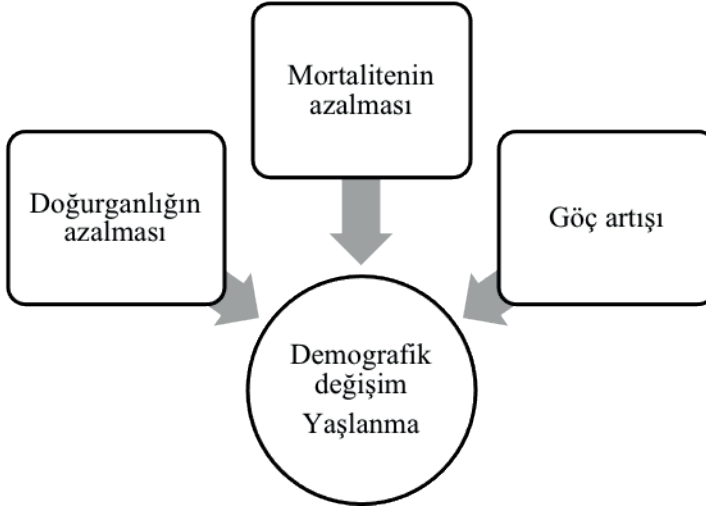 Mortalitenin
azalması
Doğurganlığın
azalması
Göç artışı
Demografik
değişim
Yaşlanma